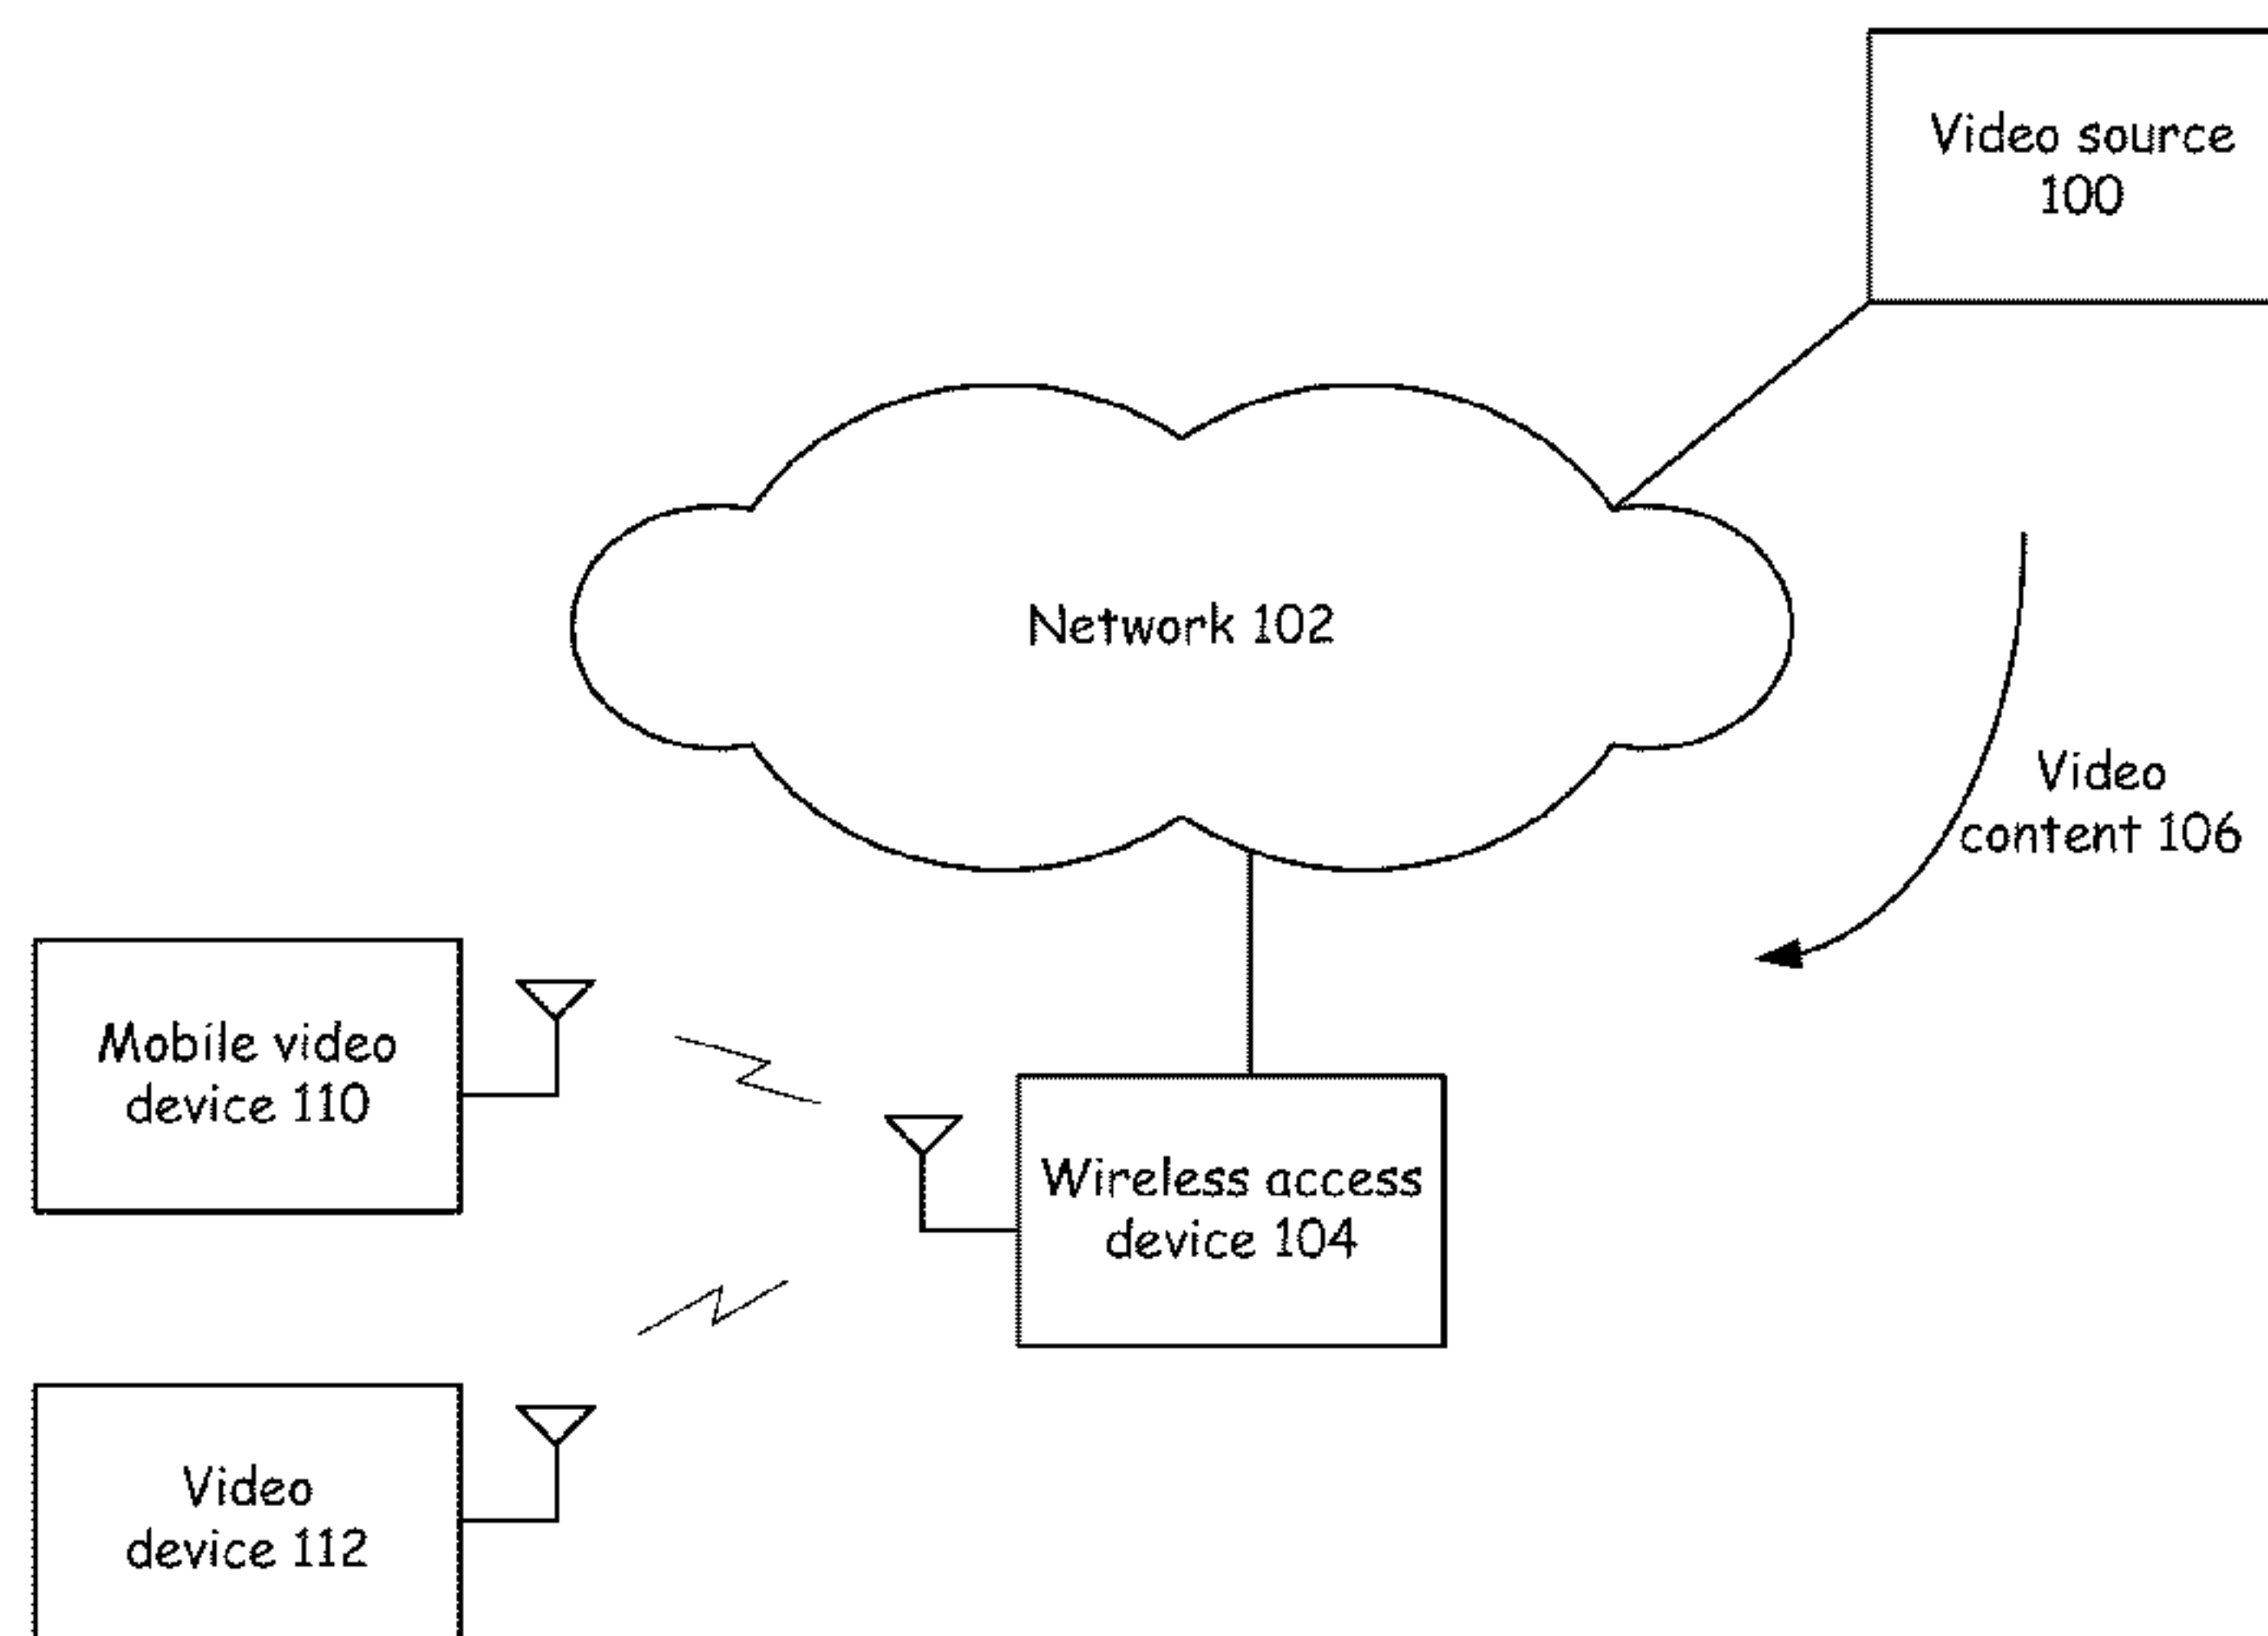 Video source
100
Network 102
Video
content 106
Mobile video
device 110
Wireless access
device 104
Video
device 112